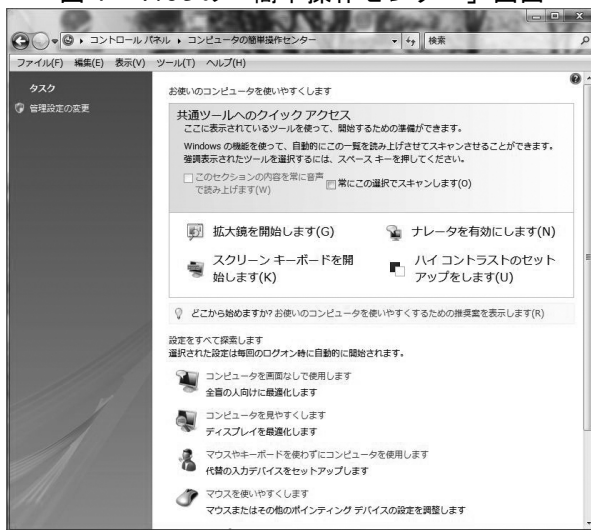 コントロール パネル ▸ コンピュータの簡単操作センター
検索
ファイル(F) 編集(E) 表示(V) ツール(T) ヘルプ(H)
タスク
管理設定の変更
お使いのコンピュータを使いやすくします
共通ツールへのクイック アクセス
ここに表示されているツールを使って、開始するための準備ができます。
Windows の機能を使って、自動的にこの一覧を読み上げさせてスキャンさせることができます。
強調表示されたツールを選択するには、スペース キーを押してください。
このセクションの内容を常に音声
で読み上げます(W)
常にこの選択でスキャンします(O)
拡大鏡を開始します(G)
ナレータを有効にします(N)
スクリーン キーボードを開
始します(K)
ハイ コントラストのセット
アップをします(U)
どこから始めますか? お使いのコンピュータを使いやすくするための推奨案を表示します(R)
設定をすべて探索します
選択された設定は毎回のログオン時に自動的に開始されます。
コンピュータを画面なしで使用します
全盲の人向けに最適化します
コンピュータを見やすくします
ディスプレイを最適化します
マウスやキーボードを使わずにコンピュータを使用します
代替の入力デバイスをセットアップします
マウスを使いやすくします
マウスまたはその他のポインティング デバイスの設定を調整します